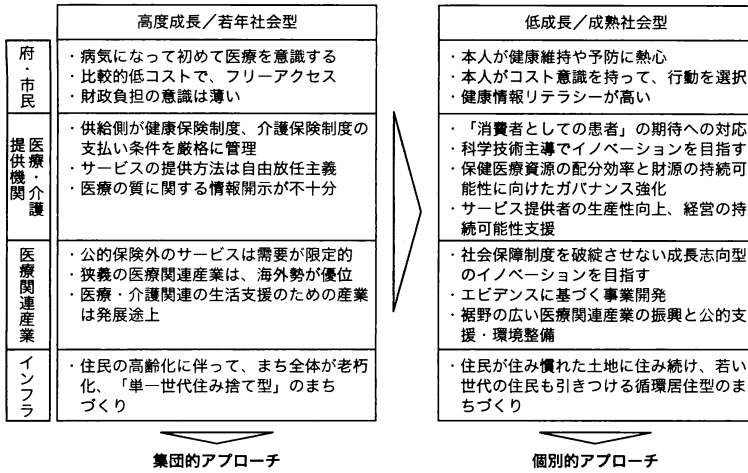 高度成長／若年社会型
府・市民
・病気になって初めて医療を意識する
・比較的低コストで、フリーアクセス
・財政負担の意識は薄い
医療・介護
提供機関
・供給側が健康保険制度、介護保険制度の
支払い条件を厳格に管理
・サービスの提供方法は自由放任主義
・医療の質に関する情報開示が不十分
医療関連産業
・公的保険外のサービスは需要が限定的
・狭義の医療関連産業は、海外勢が優位
・医療・介護関連の生活支援のための産業
は発展途上
インフラ
・住民の高齢化に伴って、まち全体が老朽
化、「単一世代住み捨て型」のまち
づくり
集団的アプローチ
低成長／成熟社会型
・本人が健康維持や予防に熱心
・本人がコスト意識を持って、行動を選択
・健康情報リテラシーが高い
・「消費者としての患者」の期待への対応
・科学技術主導でイノベーションを目指す
・保健医療資源の配分効率と財源の持続可
能性に向けたガバナンス強化
・サービス提供者の生産性向上、経営の持
続可能性支援
・社会保障制度を破綻させない成長志向型
のイノベーションを目指す
・エビデンスに基づく事業開発
・裾野の広い医療関連産業の振興と公的支
援・環境整備
・住民が住み慣れた土地に住み続け、若い
世代の住民も引きつける循環居住型のま
ちづくり
個別的アプローチ